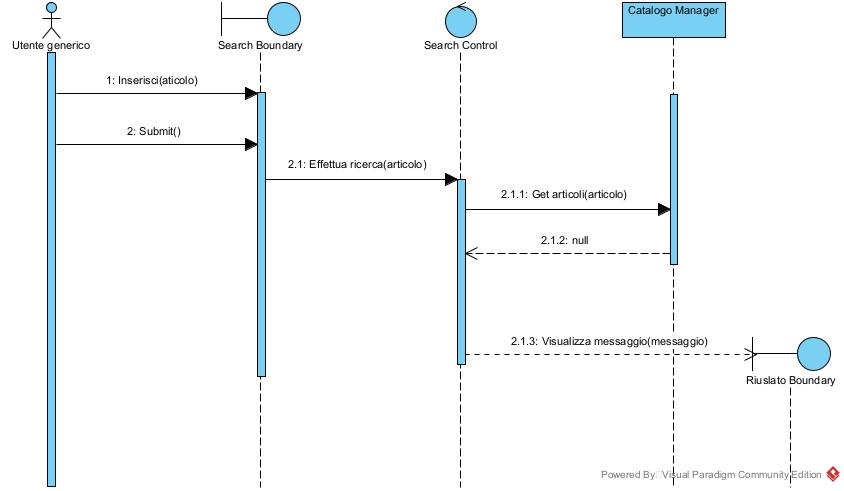 Catalogo Manager
Utente generico
Search Boundary
Search Control
1: Inserisci(aticolo)
2: Submit()
2.1: Effettua ricerca(articolo)
2.1.1: Get articoli(articolo)
2.1.2: null
2.1.3: Visualizza messaggio(messaggio)
Riuslato Boundary
Powered By Visual Paradigm Community Edition